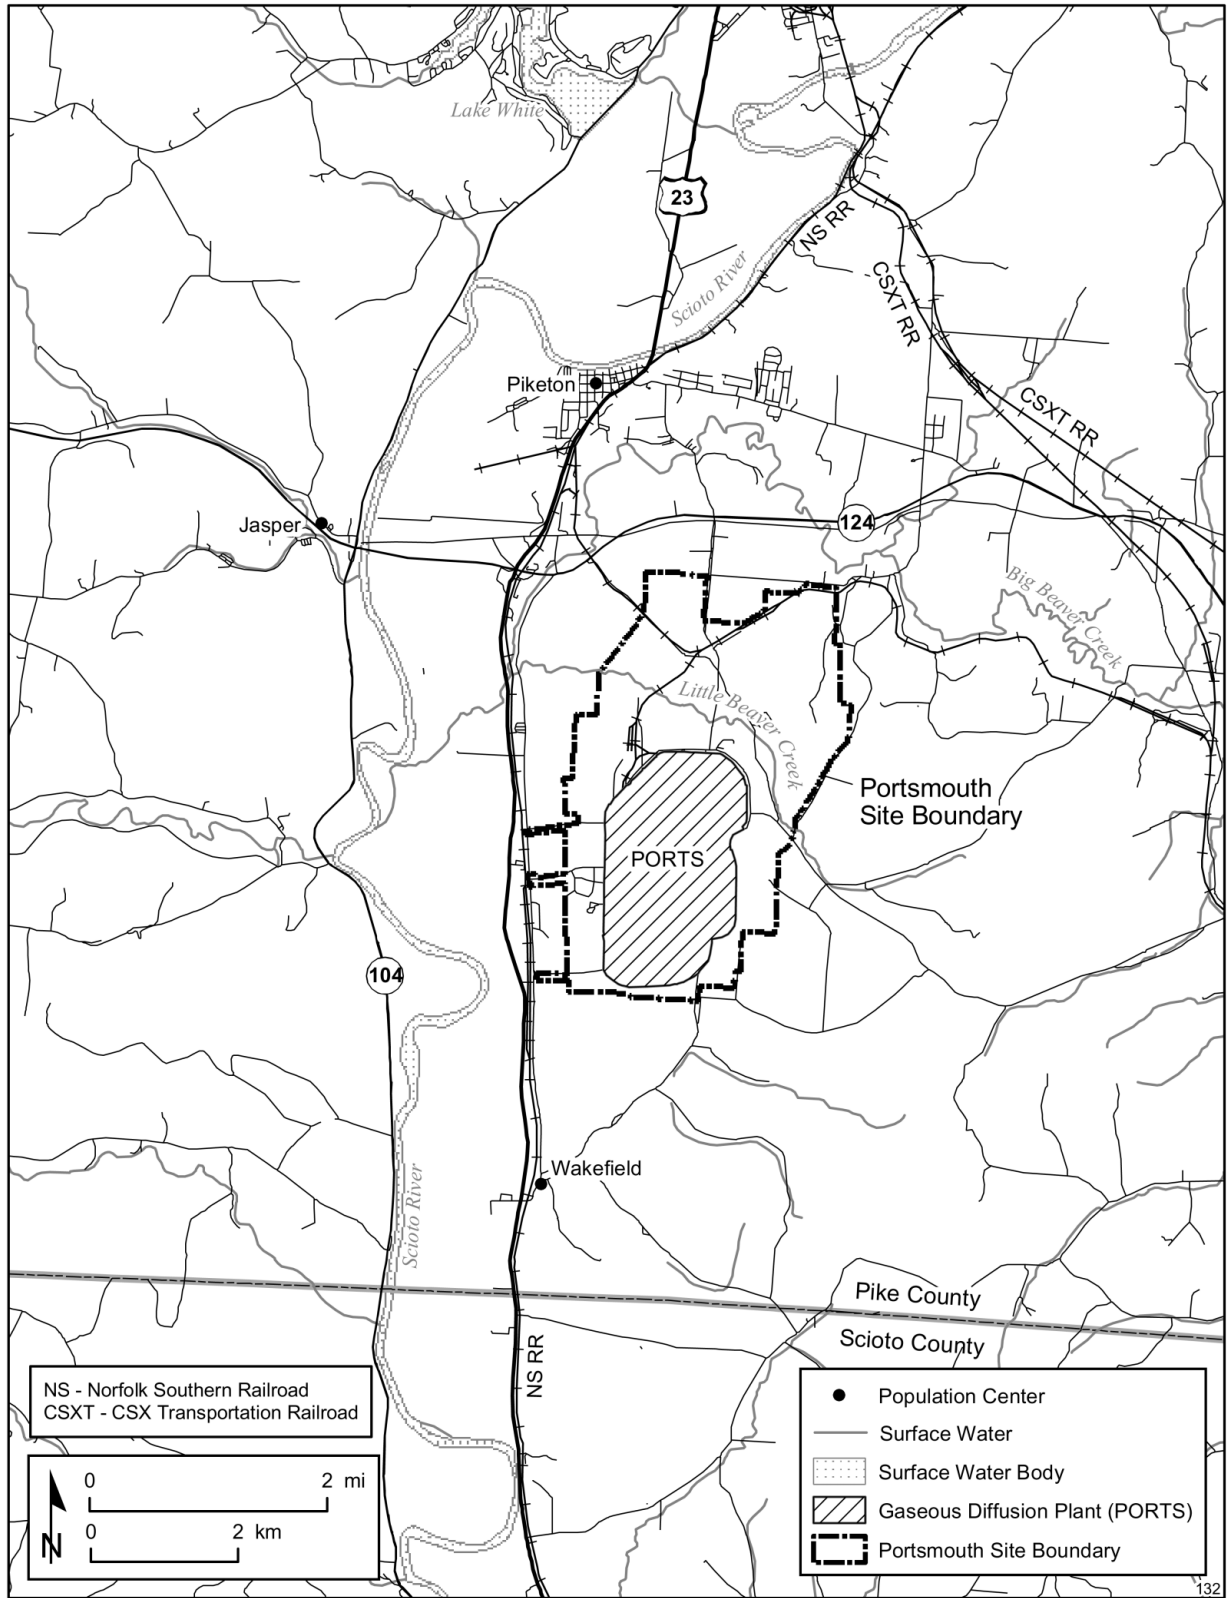 Lake White
23
NS RR
Scioto River
CSXT RR
Piketon
CSXT RR
Jasper
124
Big Beaver
Creek
Little Beaver
Creek
Portsmouth
Site Boundary
PORTS
104
Wakefield
Scioto River
Pike County
Scioto County
NS RR
NS - Norfolk Southern Railroad
CSXT - CSX Transportation Railroad
0 2 mi
0 2 km
N
Population Center
Surface Water
Surface Water Body
Gaseous Diffusion Plant (PORTS)
Portsmouth Site Boundary
132